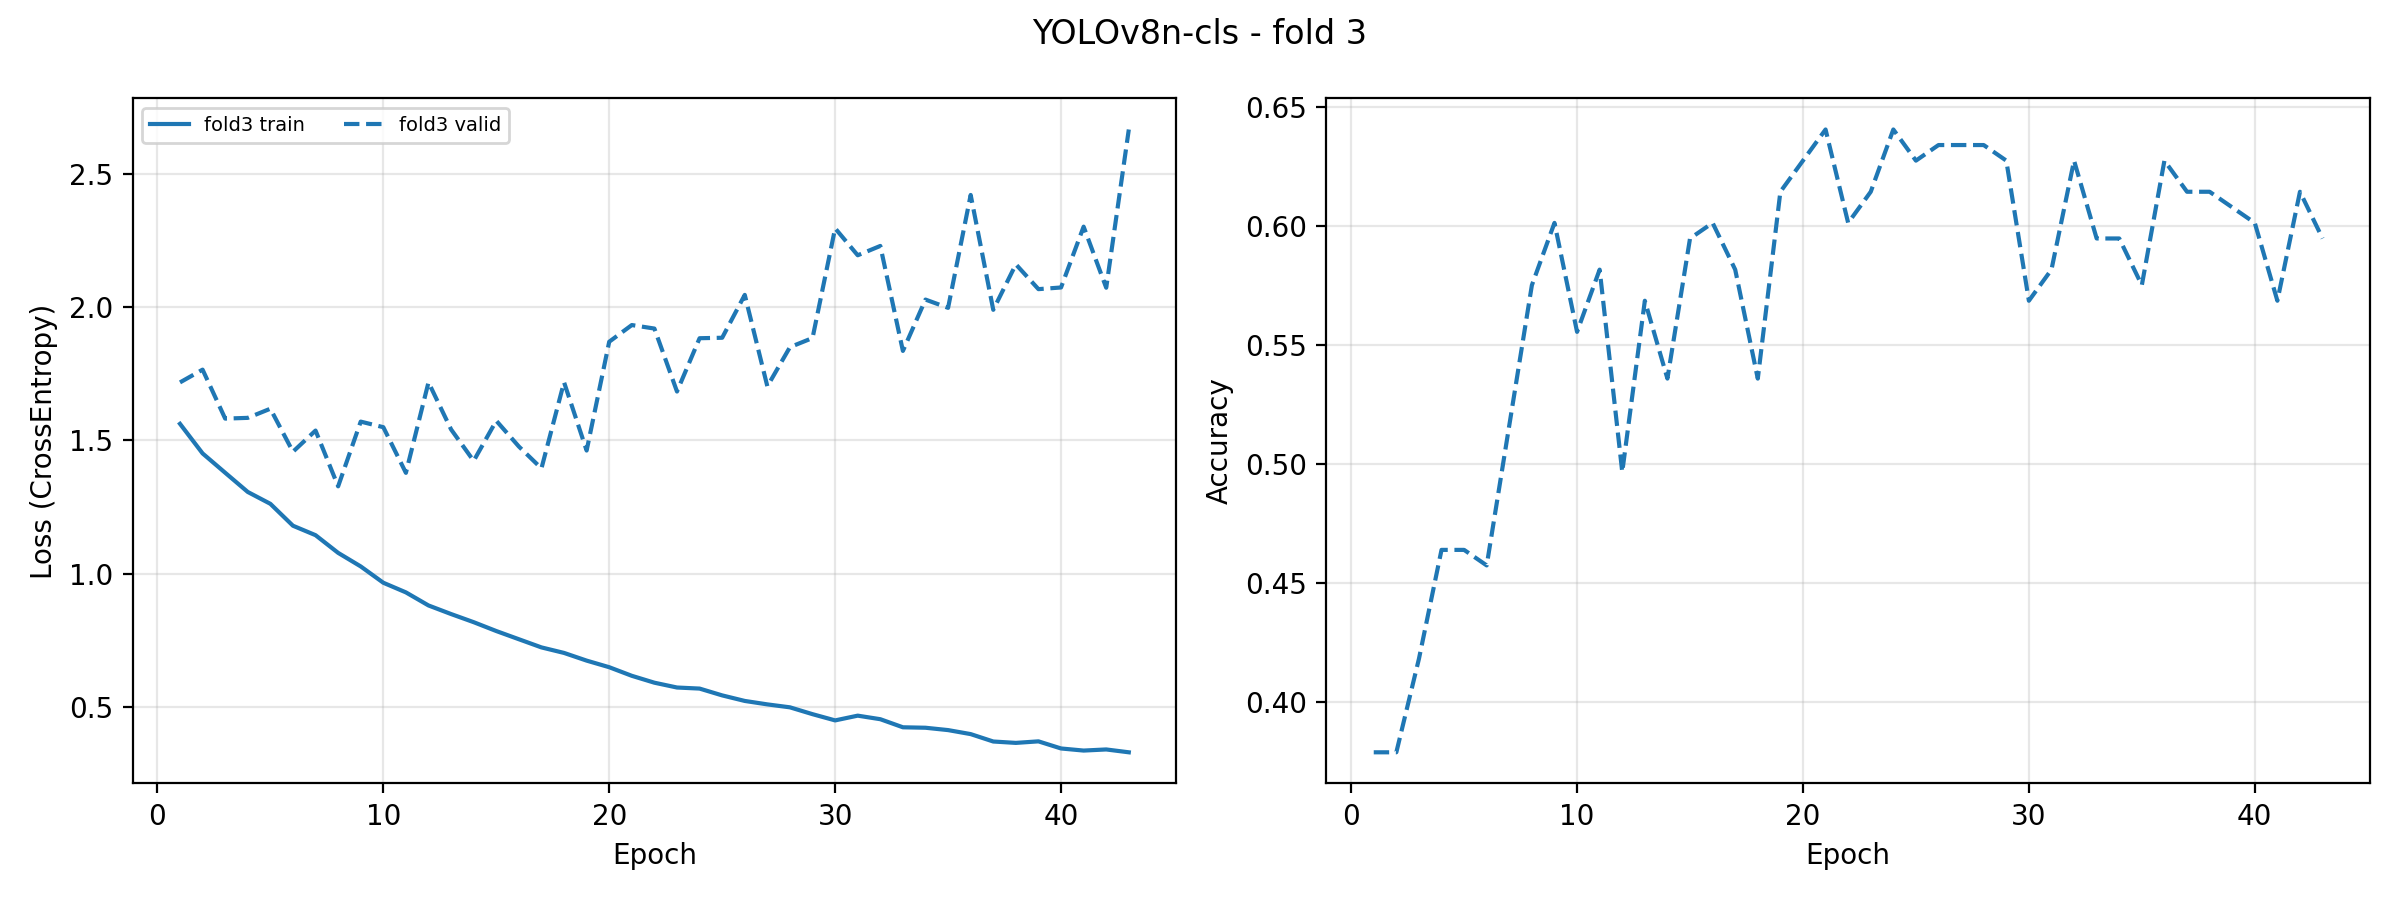 YOLOv8n-cls - fold 3
fold3 train fold3 valid
Loss (CrossEntropy)
2.5
2.0
1.5
1.0
0.5
0 10 20 30 40
Epoch
Accuracy
0.65
0.60
0.55
0.50
0.45
0.40
0 10 20 30 40
Epoch